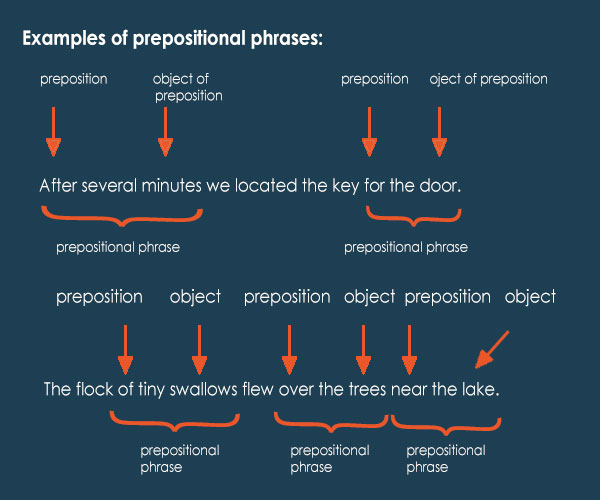 Examples of prepositional phrases:
preposition object of preposition oject of preposition
preposition
After several minutes we located the key for the door.
prepositional phrase prepositional phrase
preposition object preposition object preposition object
The flock of tiny swallows flew over the trees near the lake.
prepositional prepositional prepositional
phrase phrase phrase